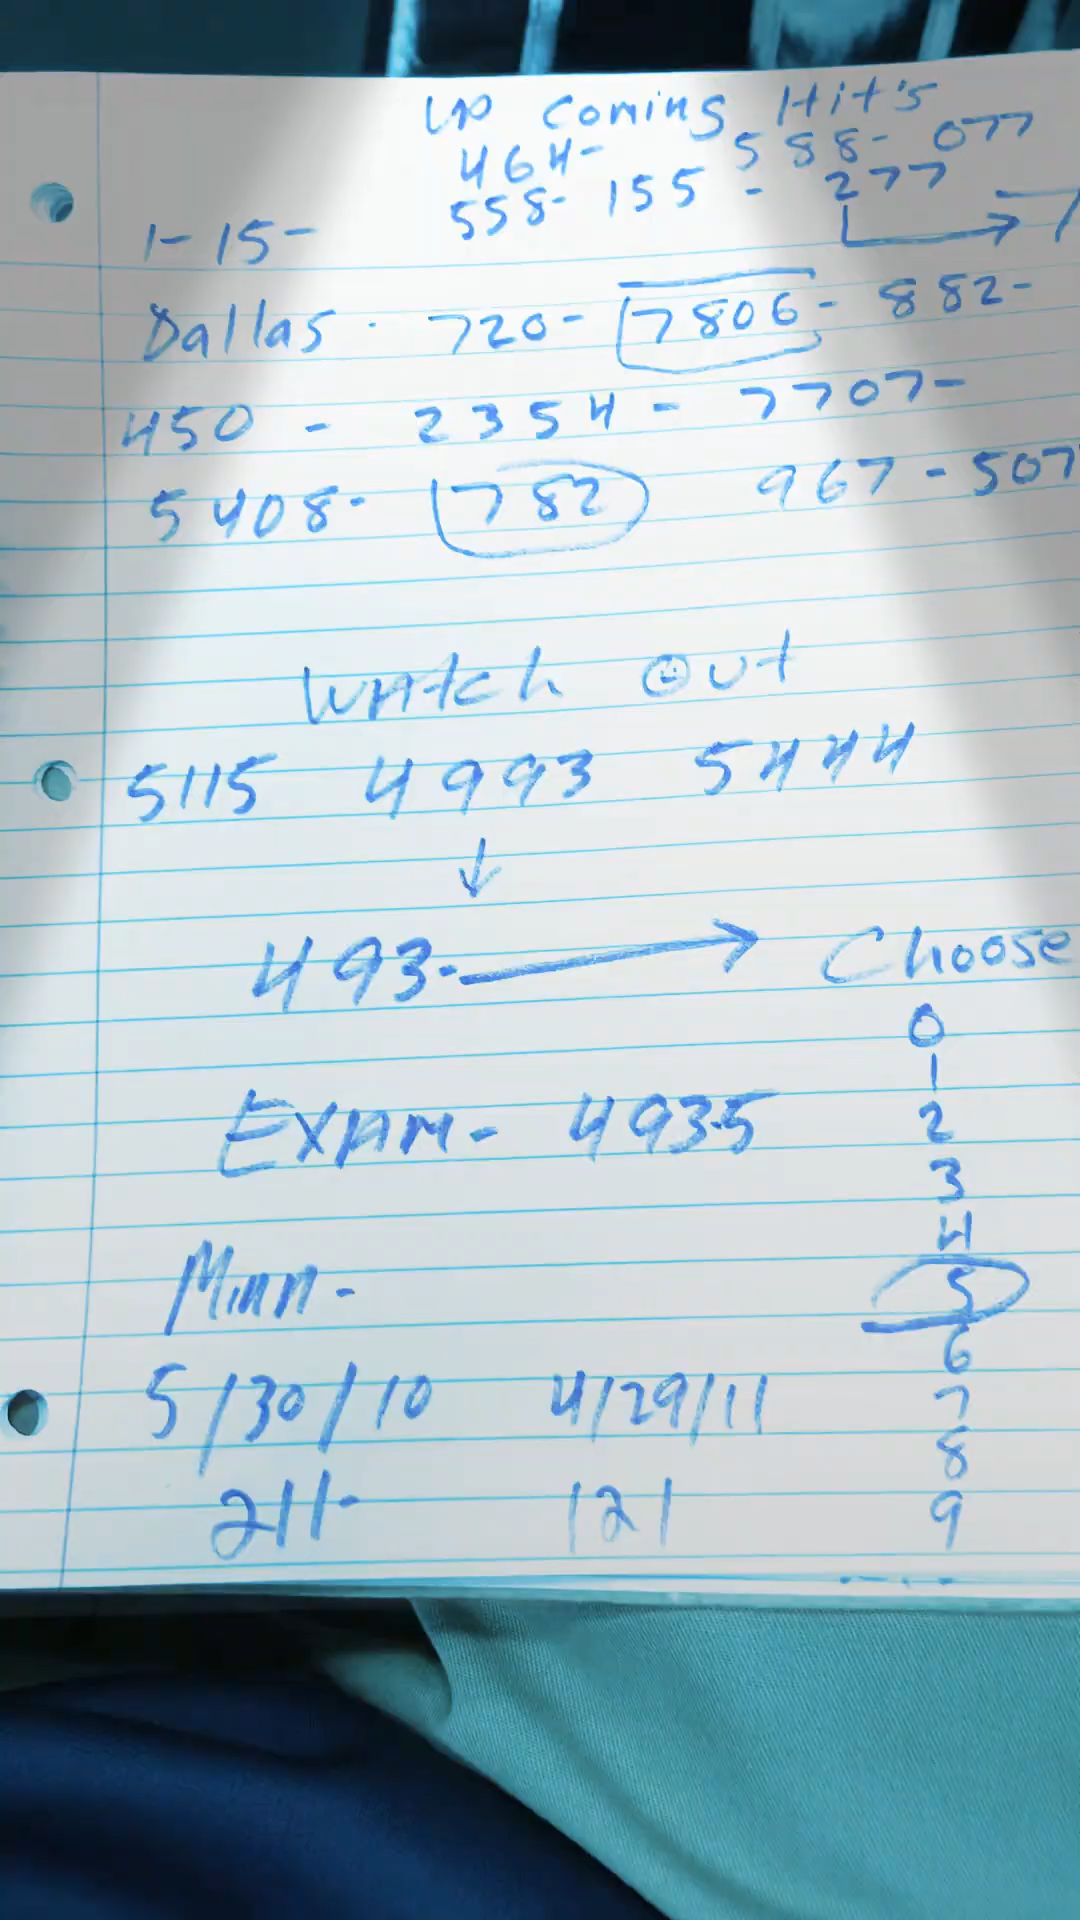 Up Coming Hit's
464- 588- 077
558- 155 - 277
1-15-
Dallas. 720- 7806- 882-
450 - 2354 - 7707-
5408- 782 967 - 507
Watch Out
5115 4993 5444
493- Choose
0
1
2
Exam- 4935
3
4
5
Minn-
6
5/30/10 4/29/11
7
8
211- 121
9